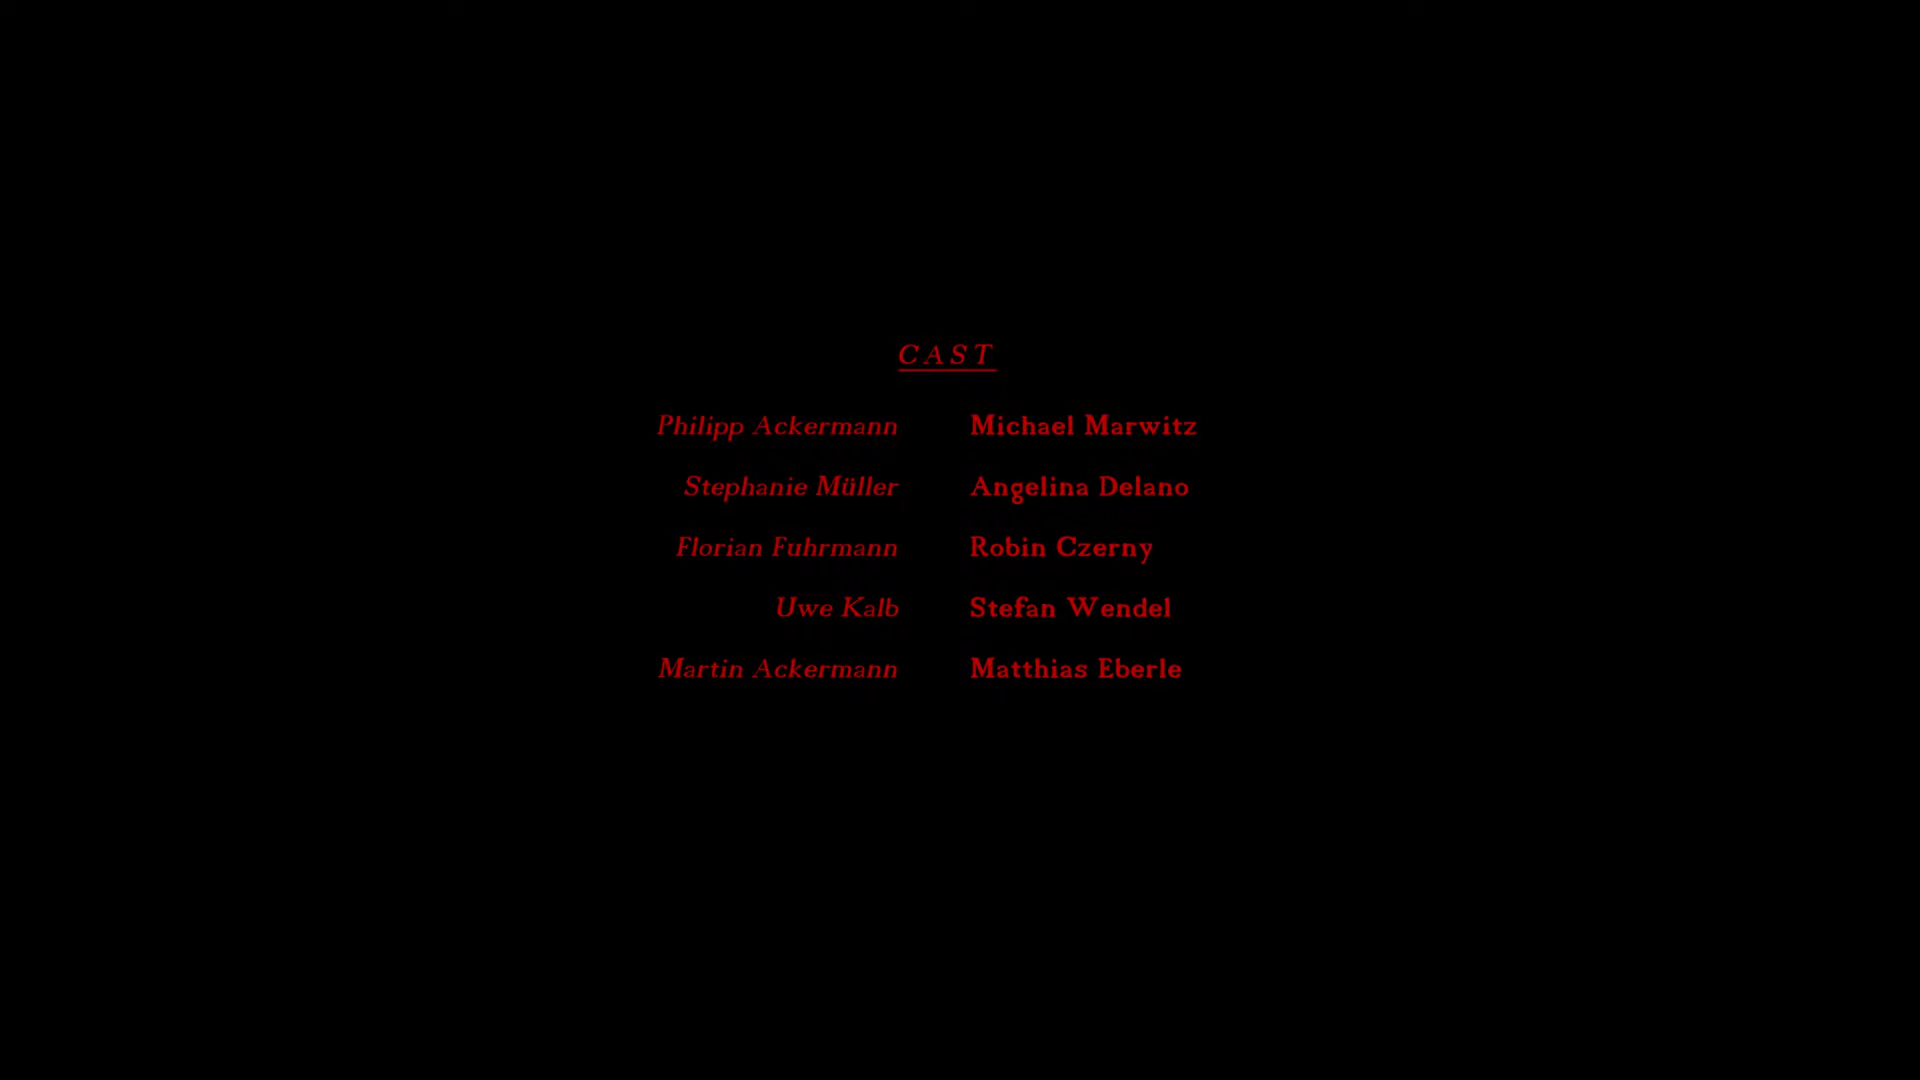 CAST
Philipp Ackermann Michael Marwitz
Stephanie Müller Angelina Delano
Florian Fuhrmann Robin Czerny
Uwe Kalb Stefan Wendel
Martin Ackermann Matthias Eberle